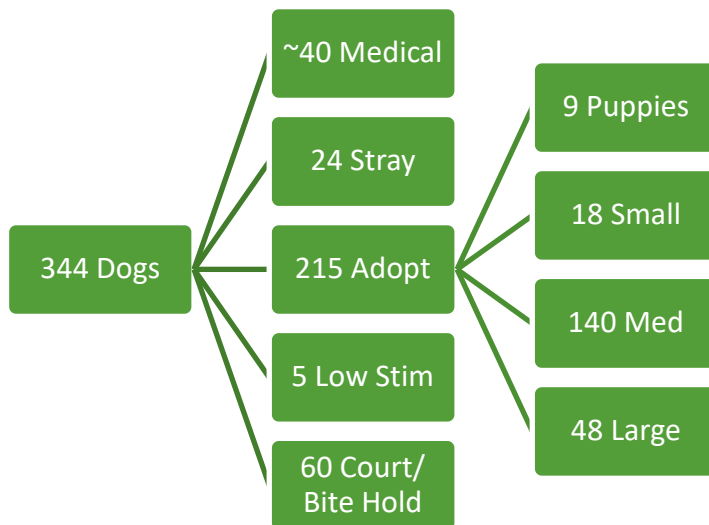 344 Dogs
~40 Medical
24 Stray
215 Adopt
5 Low Stim
60 Court/
Bite Hold
9 Puppies
18 Small
140 Med
48 Large